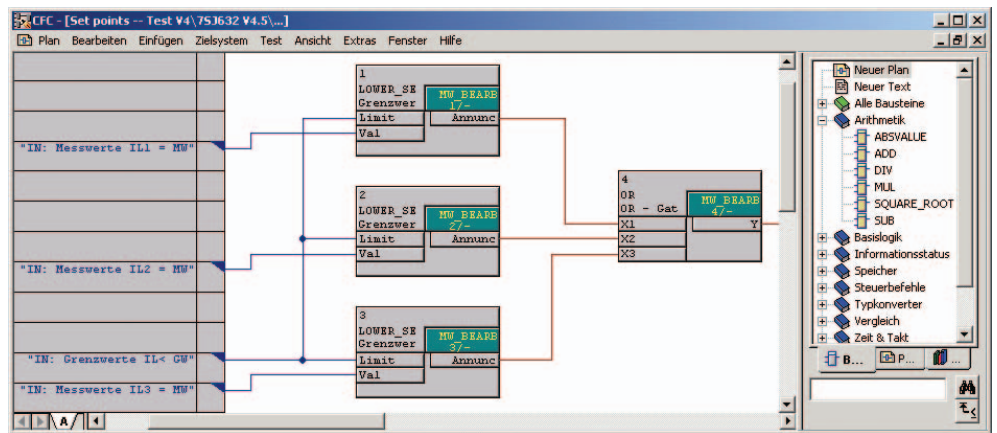 CFC - [Set points -- Test V4\7SJ632 V4.5\...]
Plan Bearbeiten Einfügen Zielsystem Test Ansicht Extras Fenster Hilfe
"IN: Messwerte IL1 = MW"
"IN: Messwerte IL2 = MW"
"IN: Grenzwerte IL< GW"
"IN: Messwerte IL3 = MW"
1
LOWER_SE MW_BEARB
Grenzwer 1/-
Limit Annunc
Val
2
LOWER_SE MW_BEARB
Grenzwer 2/-
Limit Annunc
Val
3
LOWER_SE MW_BEARB
Grenzwer 3/-
Limit Annunc
Val
4
OR MW_BEARB
OR - Gat 4/-
X1 Y
X2
X3
Neuer Plan
Neuer Text
Alle Bausteine
Arithmetik
ABSVALUE
ADD
DIV
MUL
SQUARE_ROOT
SUB
Basislogik
Informationsstatus
Speicher
Steuerbefehle
Typkonverter
Vergleich
Zeit & Takt
B... P... ...
A